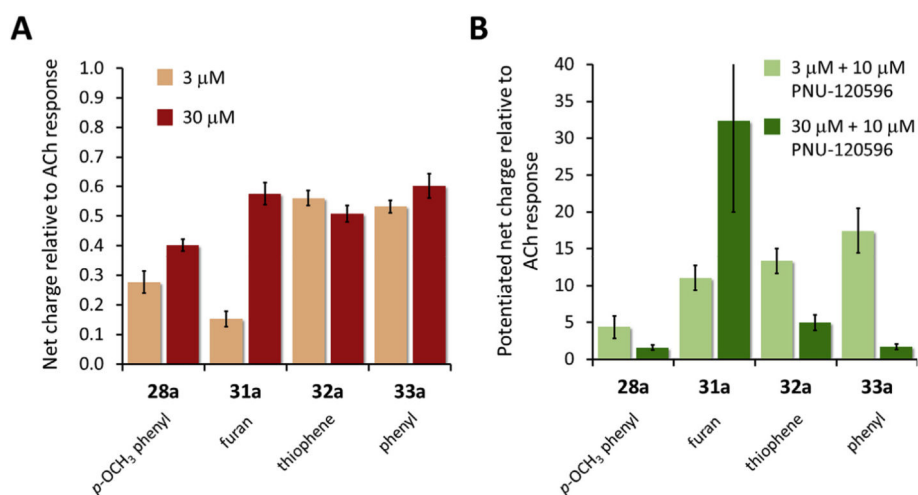 A
Net charge relative to ACh response
1.0
0.9
0.8
0.7
0.6
0.5
0.4
0.3
0.2
0.1
0.0
3 μM
30 μM
28a
31a
32a
33a
p-OCH₃ phenyl
furan
thiophene
phenyl
B
Potentiated net charge relative to
ACh response
40
35
30
25
20
15
10
5
0
3 μM + 10 μM
PNU-120596
30 μM + 10 μM
PNU-120596
28a
31a
32a
33a
p-OCH₃ phenyl
furan
thiophene
phenyl